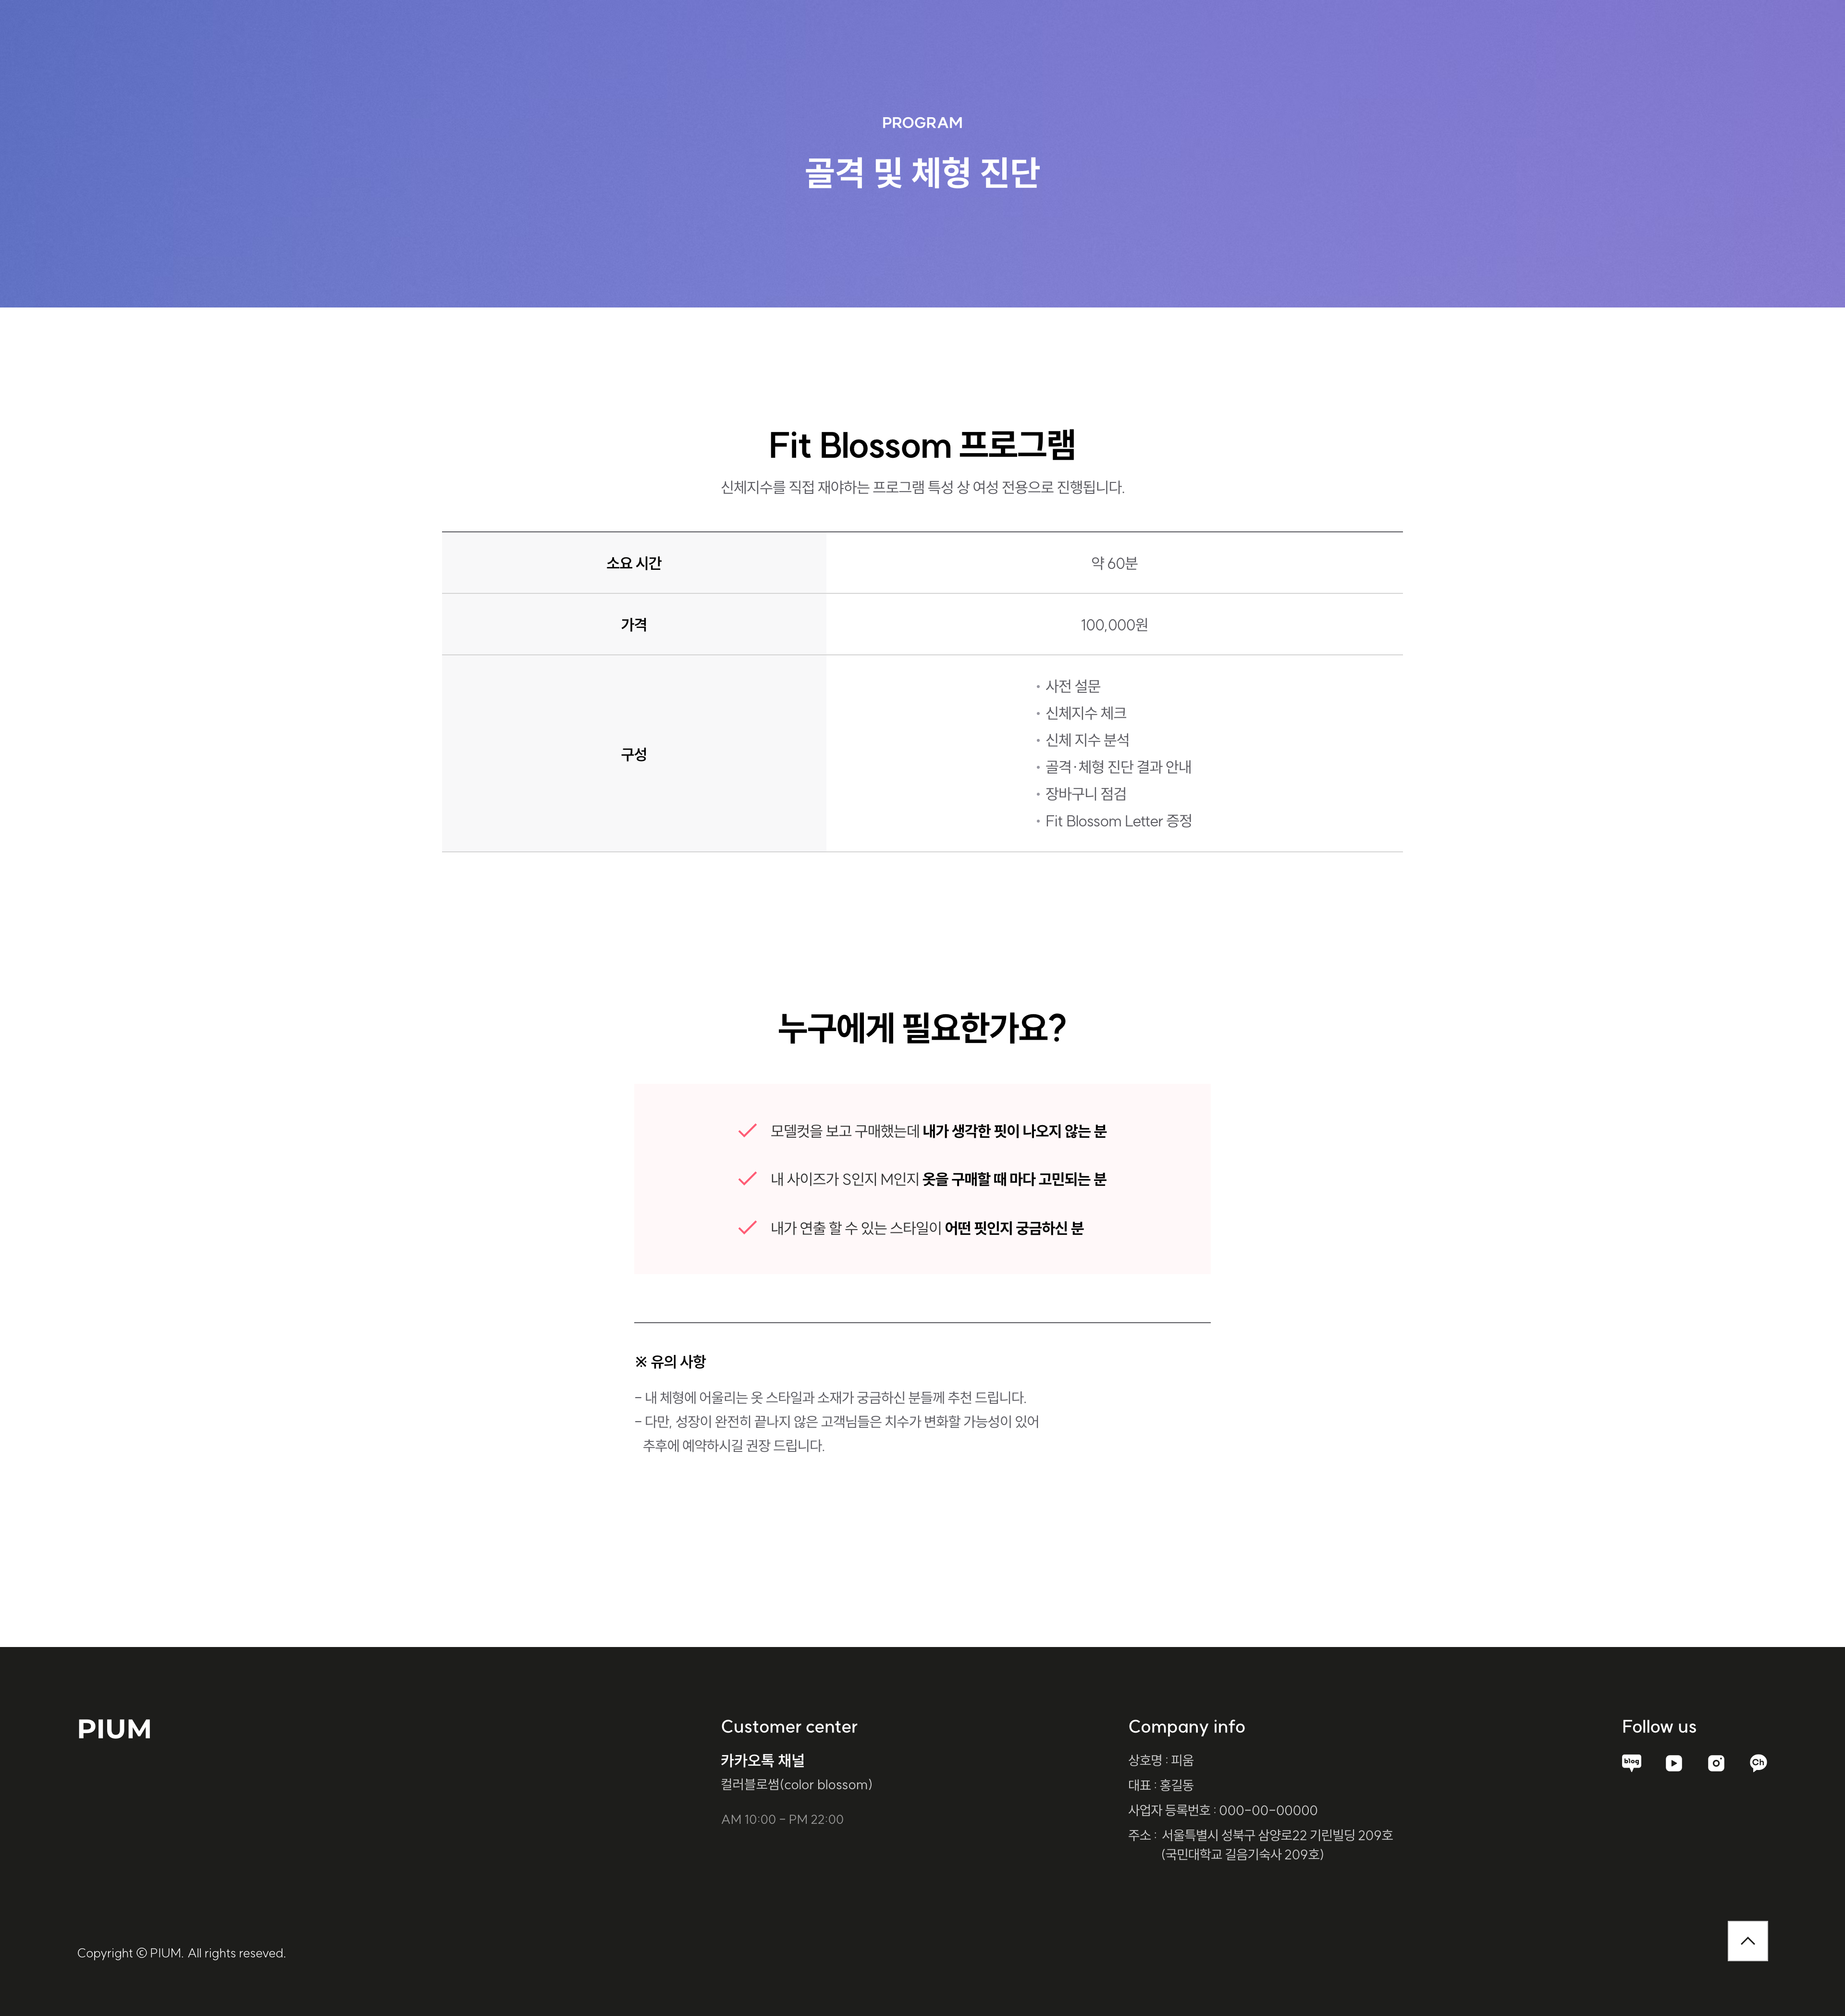 PROGRAM
골격 및 체형 진단
Fit Blossom 프로그램
신체지수를 직접 재야하는 프로그램 특성 상 여성 전용으로 진행됩니다.
소요 시간
약 60분
가격
100,000원
구성
• 사전 설문
• 신체지수 체크
• 신체 지수 분석
• 골격·체형 진단 결과 안내
• 장바구니 점검
• Fit Blossom Letter 증정
누구에게 필요한가요?
모델컷을 보고 구매했는데 내가 생각한 핏이 나오지 않는 분
내 사이즈가 S인지 M인지 옷을 구매할 때 마다 고민되는 분
내가 연출 할 수 있는 스타일이 어떤 핏인지 궁금하신 분
※ 유의 사항
- 내 체형에 어울리는 옷 스타일과 소재가 궁금하신 분들께 추천 드립니다.
- 다만, 성장이 완전히 끝나지 않은 고객님들은 치수가 변화할 가능성이 있어
추후에 예약하시길 권장 드립니다.
PIUM
Customer center
카카오톡 채널
컬러블로썸(color blossom)
AM 10:00 - PM 22:00
Company info
상호명 : 피움
대표 : 홍길동
사업자 등록번호 : 000-00-00000
주소 : 서울특별시 성북구 삼양로22 기린빌딩 209호
(국민대학교 길음기숙사 209호)
Follow us
blog
Ch
Copyright © PIUM. All rights reseved.